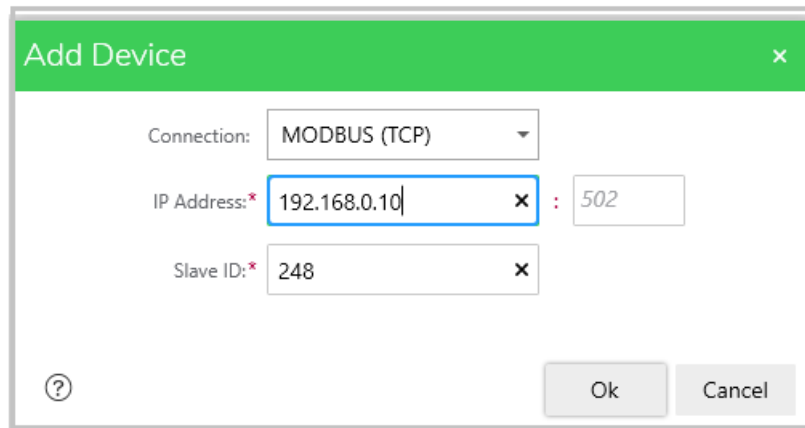 Add Device ×
Connection: MODBUS (TCP)
IP Address:* 192.168.0.10 × : 502
Slave ID:* 248 ×
? Ok Cancel